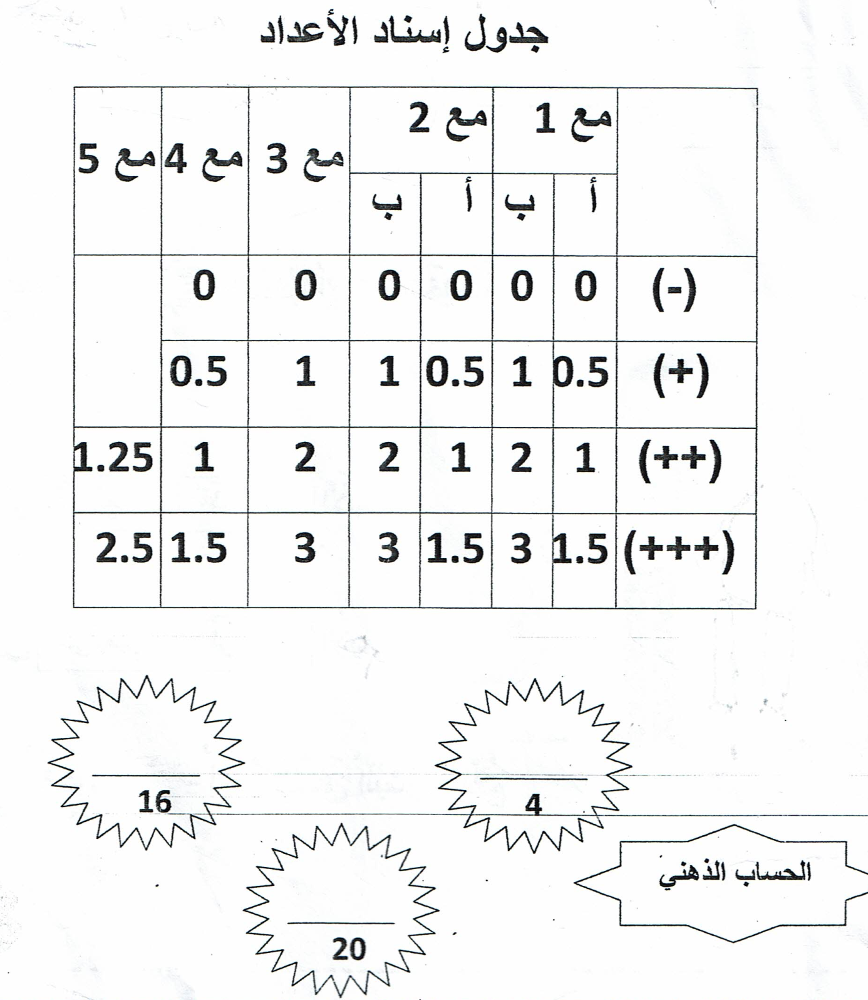 جدول إسناد الأعداد
مع 1 مع 2 مع 3 مع 4 مع 5
أ ب أ ب
(-) 0 0 0 0 0 0
(+) 0.5 1 0.5 1 1 0.5
(++) 1 2 1 2 2 1 1.25
(+++) 1.5 3 1.5 3 3 1.5 2.5
4
16
20
الحساب الذهني